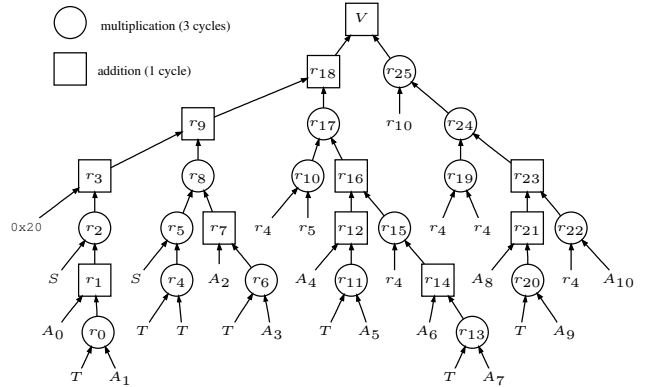 V
multiplication (3 cycles)
addition (1 cycle)
r18 r25
r9 r17 r10 r24
r3 r8 r10 r16 r19 r23
0x20 r2 r5 r7 r4 r5 r12 r15 r4 r4 r21 r22
S r1 S r4 A2 r6 A4 r11 r4 r14 A8 r20 r4 A10
A0 r0 T T T A3 T A5 A6 r13 T A9
T A1 T A7